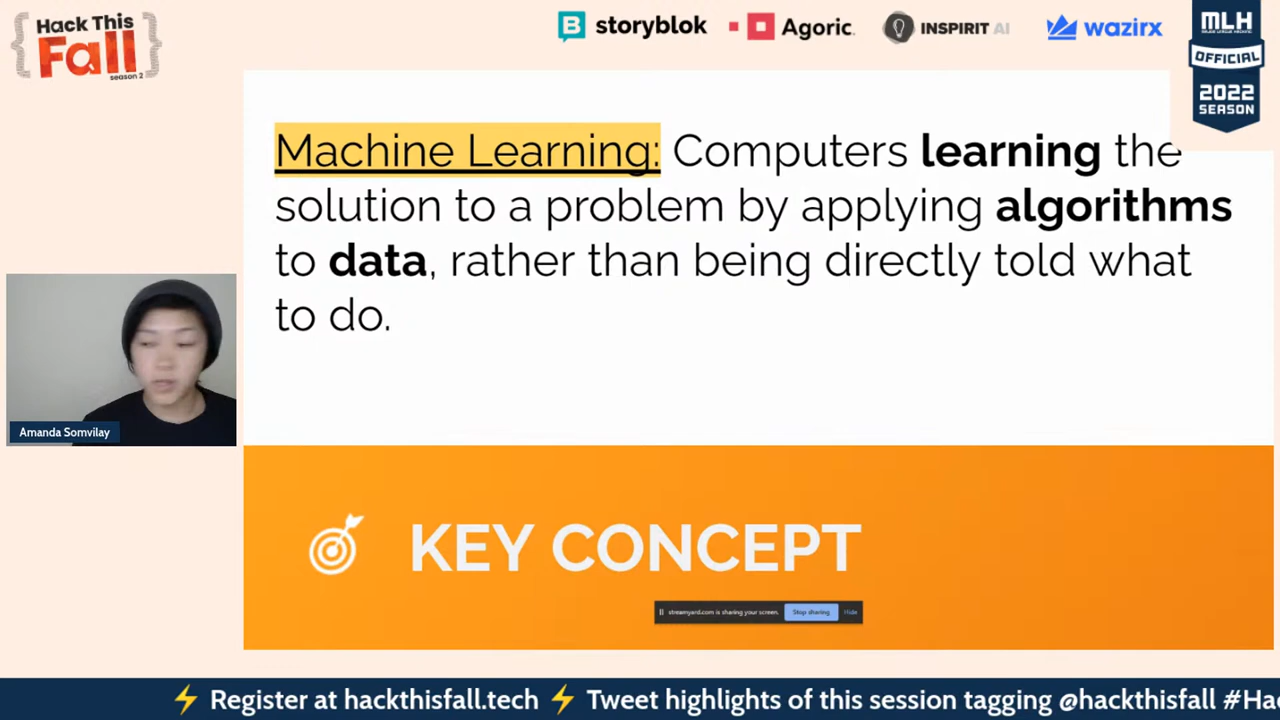 Hack This
Fall
season 2
storyblok
Agoric
INSPIRIT AI
wazirx
MLH
MAJOR LEAGUE HACKING
OFFICIAL
2022
SEASON
Machine Learning: Computers learning the
solution to a problem by applying algorithms
to data, rather than being directly told what
to do.
Amanda Somvilay
KEY CONCEPT
streamyard.com is sharing your screen. Stop sharing Hide
⚡ Register at hackthisfall.tech ⚡ Tweet highlights of this session tagging @hackthisfall #Ha